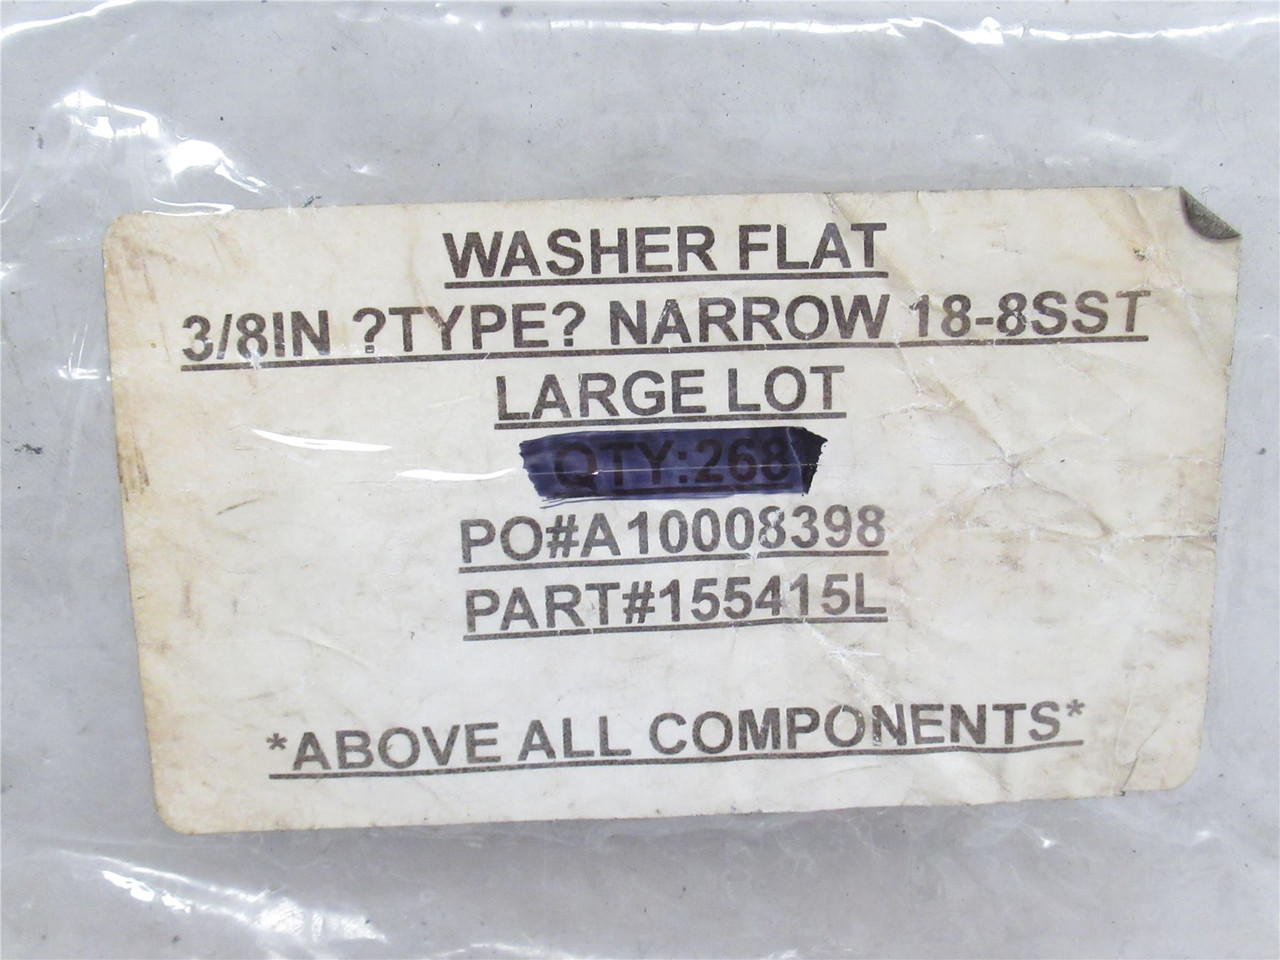 WASHER FLAT
3/8IN ?TYPE? NARROW 18-8SST
LARGE LOT
QTY:268
PO#A10008398
PART#155415L
*ABOVE ALL COMPONENTS*